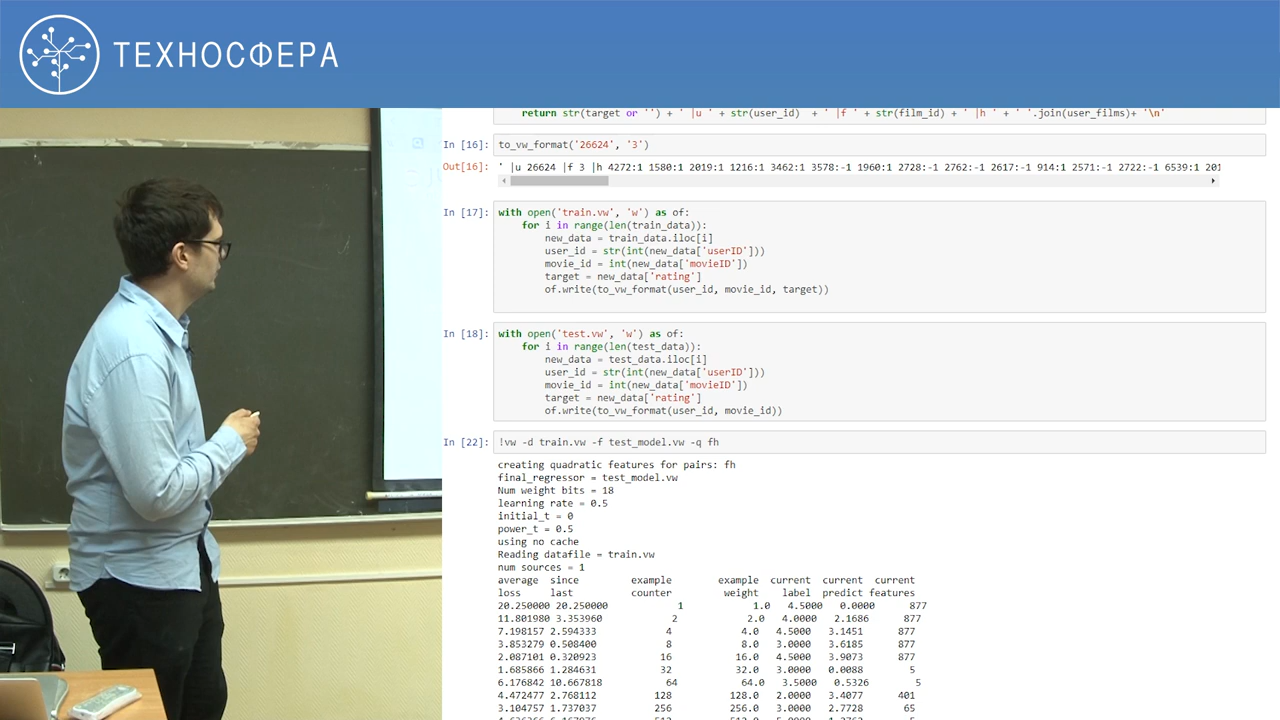 ТЕХНОСФЕРА
return str(target or '') + ' |u ' + str(user_id) + ' |f ' + str(film_id) + ' |h ' + ' '.join(user_films)+ '\n'
In [16]: to_vw_format('26624', '3')
Out[16]: ' |u 26624 |f 3 |h 4272:1 1580:1 2019:1 1216:1 3462:1 3578:-1 1960:1 2728:-1 2762:-1 2617:-1 914:1 2571:-1 2722:-1 6539:1 201
In [17]: with open('train.vw', 'w') as of:
for i in range(len(train_data)):
new_data = train_data.iloc[i]
user_id = str(int(new_data['userID']))
movie_id = int(new_data['movieID'])
target = new_data['rating']
of.write(to_vw_format(user_id, movie_id, target))
In [18]: with open('test.vw', 'w') as of:
for i in range(len(test_data)):
new_data = test_data.iloc[i]
user_id = str(int(new_data['userID']))
movie_id = int(new_data['movieID'])
target = new_data['rating']
of.write(to_vw_format(user_id, movie_id))
In [22]: !vw -d train.vw -f test_model.vw -q fh
creating quadratic features for pairs: fh
final_regressor = test_model.vw
Num weight bits = 18
learning rate = 0.5
initial_t = 0
power_t = 0.5
using no cache
Reading datafile = train.vw
num sources = 1
average since example example current current current
loss last counter weight label predict features
20.250000 20.250000 1 1.0 4.5000 0.0000 877
11.801980 3.353960 2 2.0 4.0000 2.1686 877
7.198157 2.594333 4 4.0 4.5000 3.1451 877
3.853279 0.508400 8 8.0 3.0000 3.6185 877
2.087101 0.320923 16 16.0 4.5000 3.9073 877
1.685866 1.284631 32 32.0 3.0000 0.0088 5
6.176842 10.667818 64 64.0 3.5000 0.5326 5
4.472477 2.768112 128 128.0 2.0000 3.4077 401
3.104757 1.737037 256 256.0 3.0000 2.7728 65